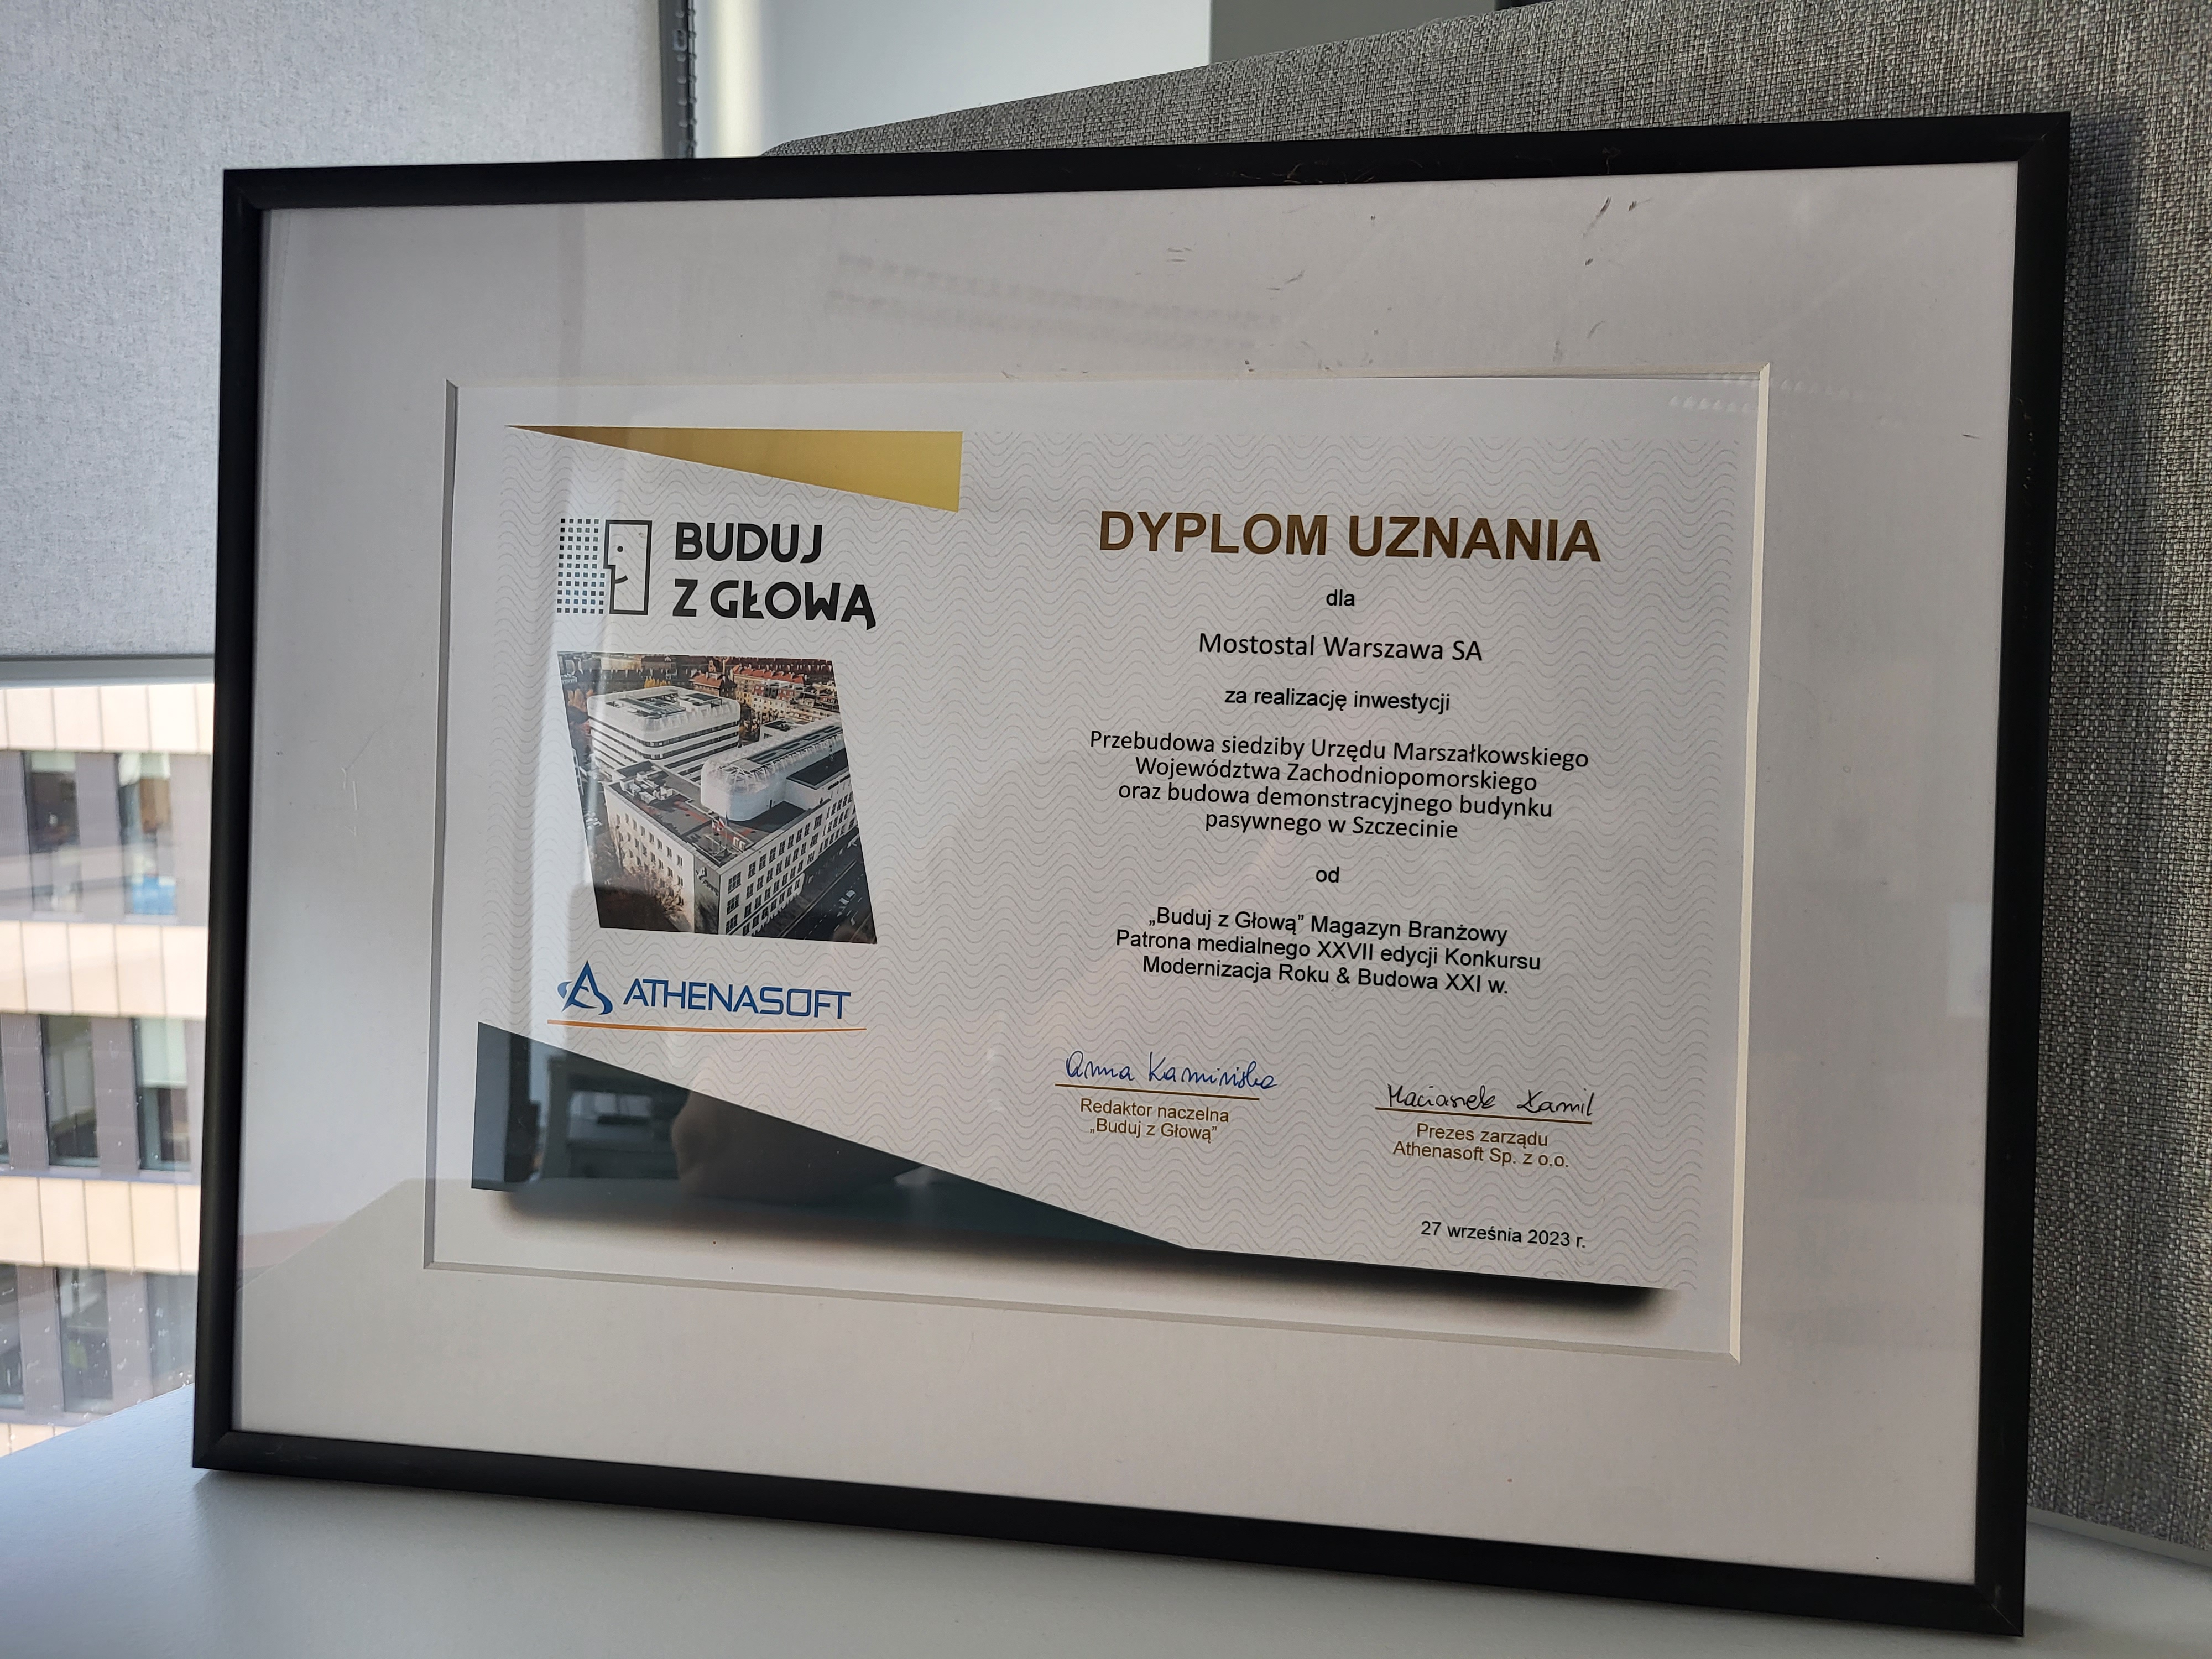 BUDUJ
Z GŁOWĄ
ATHENASOFT
DYPLOM UZNANIA
dla
Mostostal Warszawa SA
za realizację inwestycji
Przebudowa siedziby Urzędu Marszałkowskiego
Województwa Zachodniopomorskiego
oraz budowa demonstracyjnego budynku
pasywnego w Szczecinie
od
„Buduj z Głową” Magazyn Branżowy
Patrona medialnego XXVII edycji Konkursu
Modernizacja Roku & Budowa XXI w.
Anna Kamińska
Redaktor naczelna
„Buduj z Głową”
Maciasnek Kamil
Prezes zarządu
Athenasoft Sp. z o.o.
27 września 2023 r.